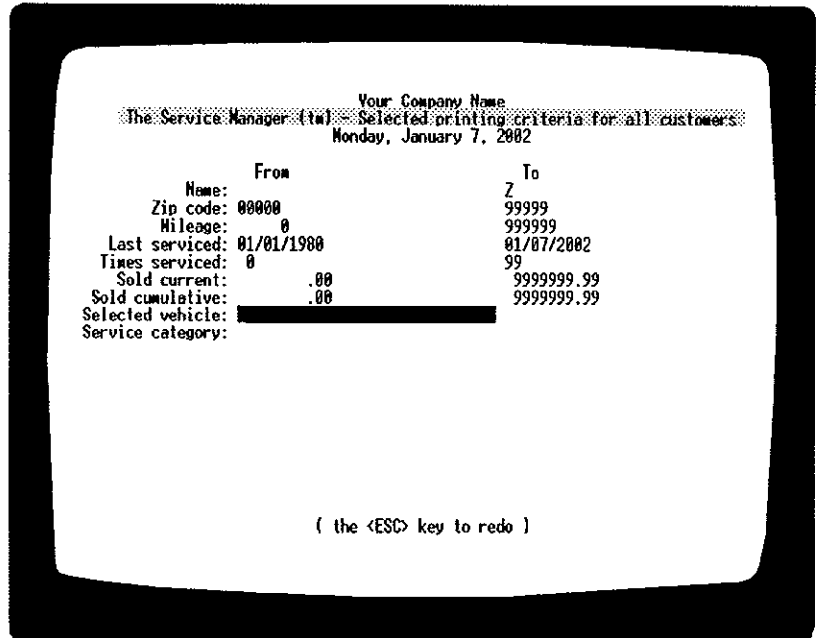 Your Company Name
The Service Manager (tm) - Selected printing criteria for all customers
Monday, January 7, 2002
From To
Name: Z
Zip code: 00000 99999
Mileage: 0 999999
Last serviced: 01/01/1980 01/07/2002
Times serviced: 0 99
Sold current: .00 9999999.99
Sold cumulative: .00 9999999.99
Selected vehicle:
Service category:
( the <ESC> key to redo )